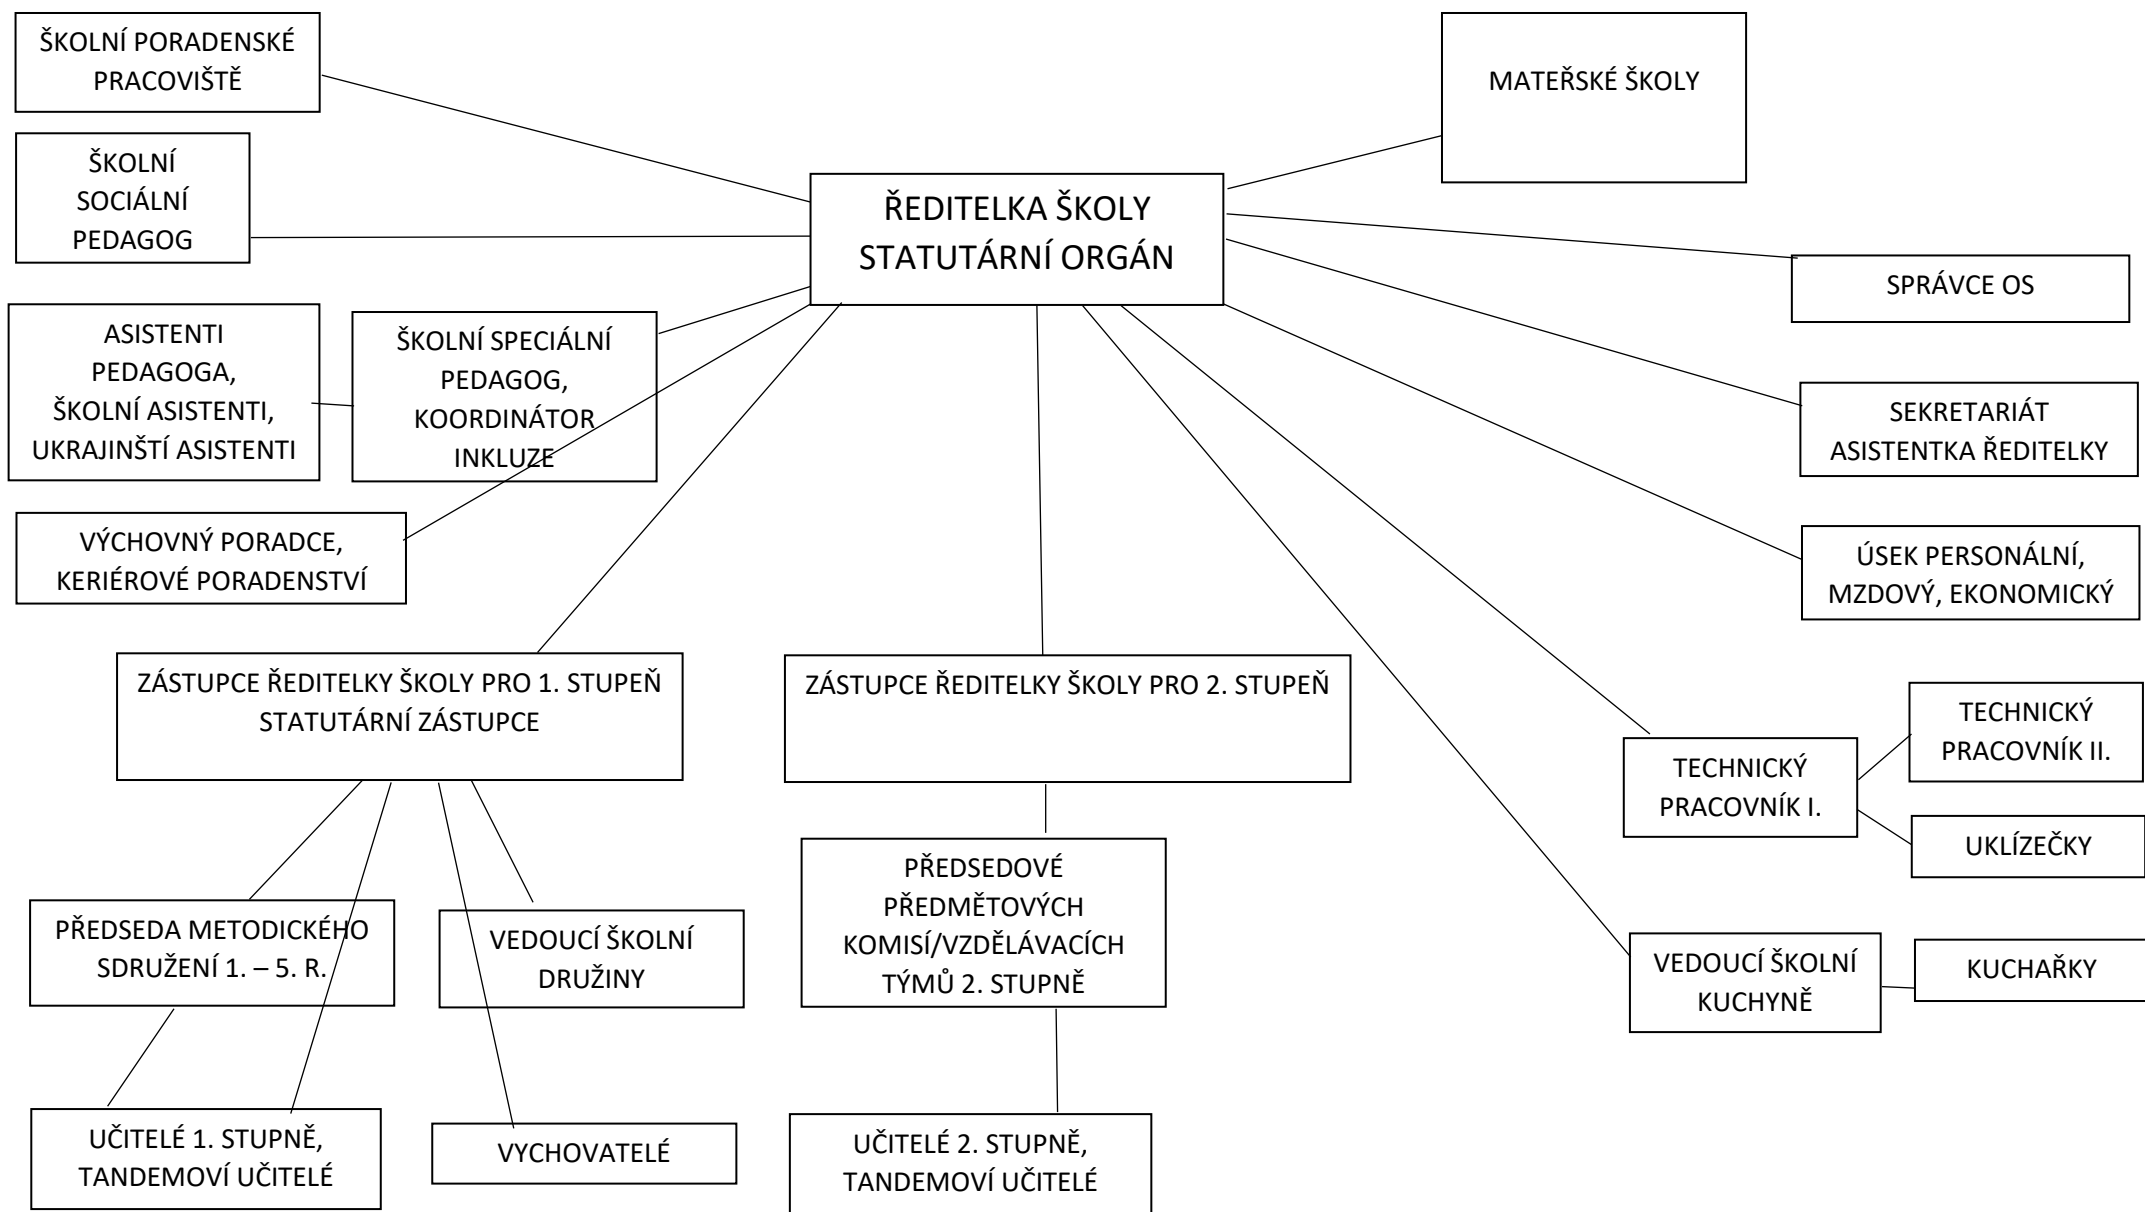 ŠKOLNÍ PORADENSKÉ
PRACOVIŠTĚ
MATEŘSKÉ ŠKOLY
ŠKOLNÍ
SOCIÁLNÍ
PEDAGOG
ŘEDITELKA ŠKOLY
STATUTÁRNÍ ORGÁN
SPRÁVCE OS
ASISTENTI
PEDAGOGA,
ŠKOLNÍ ASISTENTI,
UKRAJINŠTÍ ASISTENTI
ŠKOLNÍ SPECIÁLNÍ
PEDAGOG,
KOORDINÁTOR
INKLUZE
SEKRETARIÁT
ASISTENTKA ŘEDITELKY
VÝCHOVNÝ PORADCE,
KERIÉROVÉ PORADENSTVÍ
ÚSEK PERSONÁLNÍ,
MZDOVÝ, EKONOMICKÝ
ZÁSTUPCE ŘEDITELKY ŠKOLY PRO 1. STUPEŇ
STATUTÁRNÍ ZÁSTUPCE
ZÁSTUPCE ŘEDITELKY ŠKOLY PRO 2. STUPEŇ
TECHNICKÝ
PRACOVNÍK I.
TECHNICKÝ
PRACOVNÍK II.
UKLÍZEČKY
PŘEDSEDA METODICKÉHO
SDRUŽENÍ 1. – 5. R.
VEDOUCÍ ŠKOLNÍ
DRUŽINY
PŘEDSEDOVÉ
PŘEDMĚTOVÝCH
KOMISÍ/VZDĚLÁVACÍCH
TÝMŮ 2. STUPNĚ
VEDOUCÍ ŠKOLNÍ
KUCHYNĚ
KUCHAŘKY
UČITELÉ 1. STUPNĚ,
TANDEMOVÍ UČITELÉ
VYCHOVATELÉ
UČITELÉ 2. STUPNĚ,
TANDEMOVÍ UČITELÉ